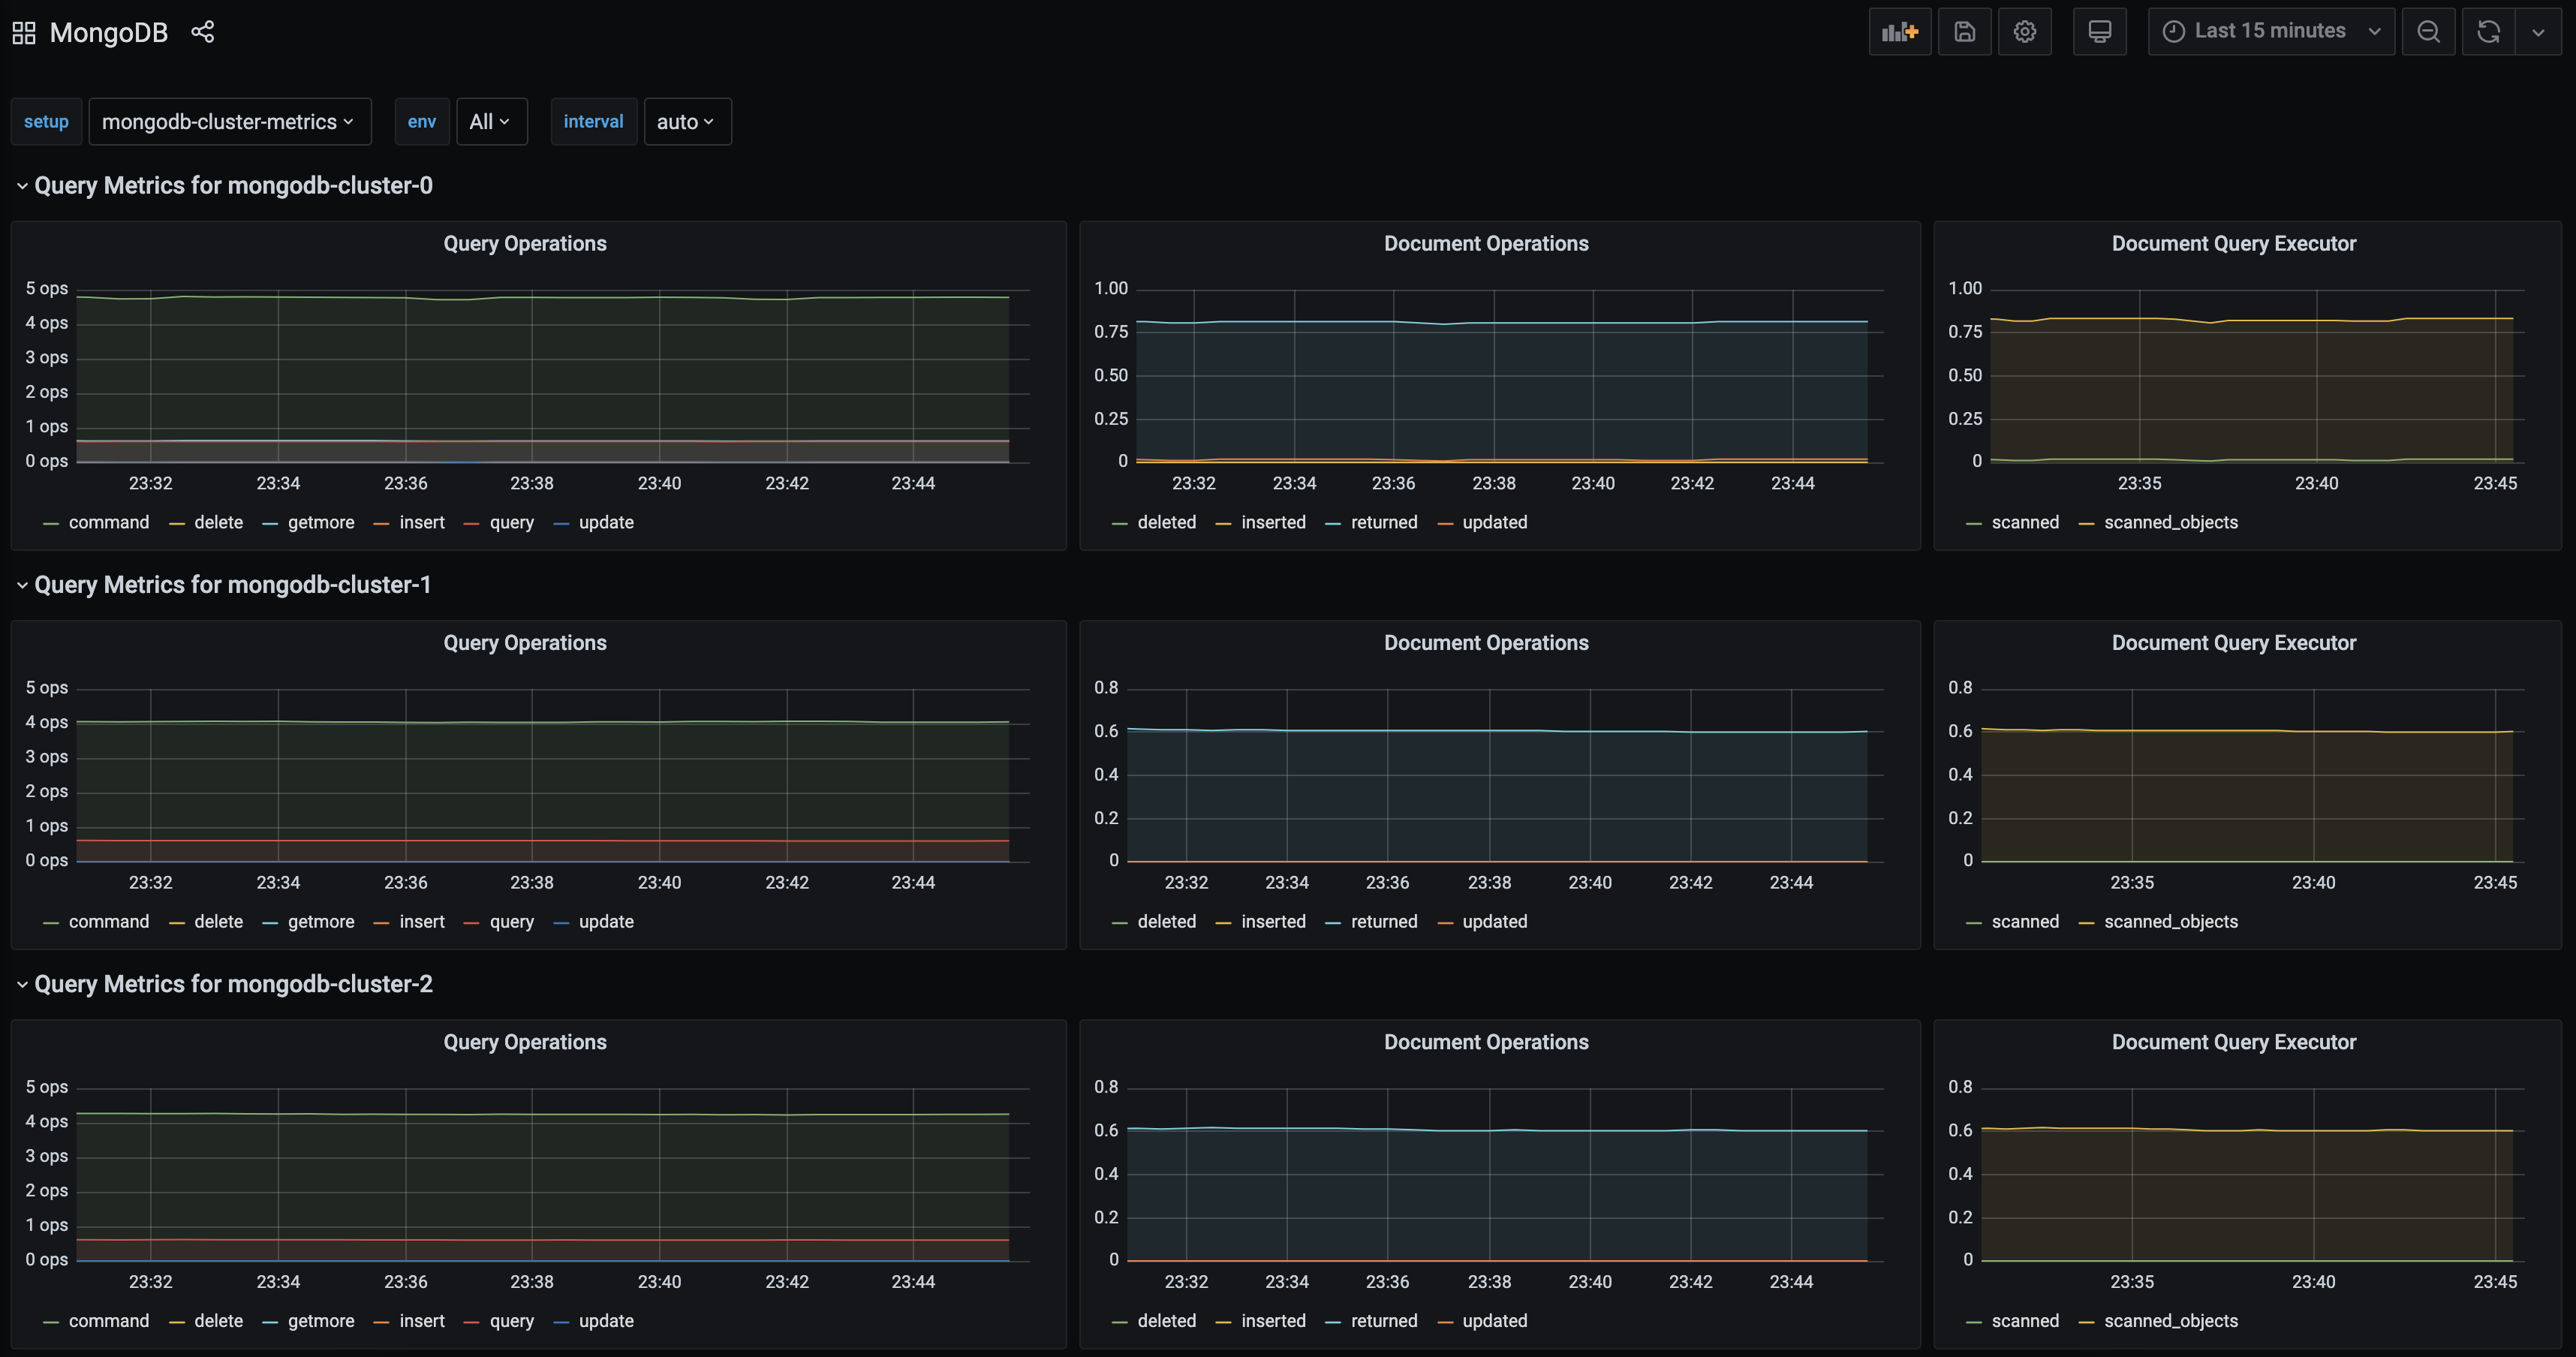 MongoDB
Last 15 minutes
setup mongodb-cluster-metrics env All interval auto
Query Metrics for mongodb-cluster-0
Query Operations
5 ops
4 ops
3 ops
2 ops
1 ops
0 ops
23:32 23:34 23:36 23:38 23:40 23:42 23:44
command delete getmore insert query update
Document Operations
1.00
0.75
0.50
0.25
0
23:32 23:34 23:36 23:38 23:40 23:42 23:44
deleted inserted returned updated
Document Query Executor
1.00
0.75
0.50
0.25
0
23:35 23:40 23:45
scanned scanned_objects
Query Metrics for mongodb-cluster-1
Query Operations
5 ops
4 ops
3 ops
2 ops
1 ops
0 ops
23:32 23:34 23:36 23:38 23:40 23:42 23:44
command delete getmore insert query update
Document Operations
0.8
0.6
0.4
0.2
0
23:32 23:34 23:36 23:38 23:40 23:42 23:44
deleted inserted returned updated
Document Query Executor
0.8
0.6
0.4
0.2
0
23:35 23:40 23:45
scanned scanned_objects
Query Metrics for mongodb-cluster-2
Query Operations
5 ops
4 ops
3 ops
2 ops
1 ops
0 ops
23:32 23:34 23:36 23:38 23:40 23:42 23:44
command delete getmore insert query update
Document Operations
0.8
0.6
0.4
0.2
0
23:32 23:34 23:36 23:38 23:40 23:42 23:44
deleted inserted returned updated
Document Query Executor
0.8
0.6
0.4
0.2
0
23:35 23:40 23:45
scanned scanned_objects